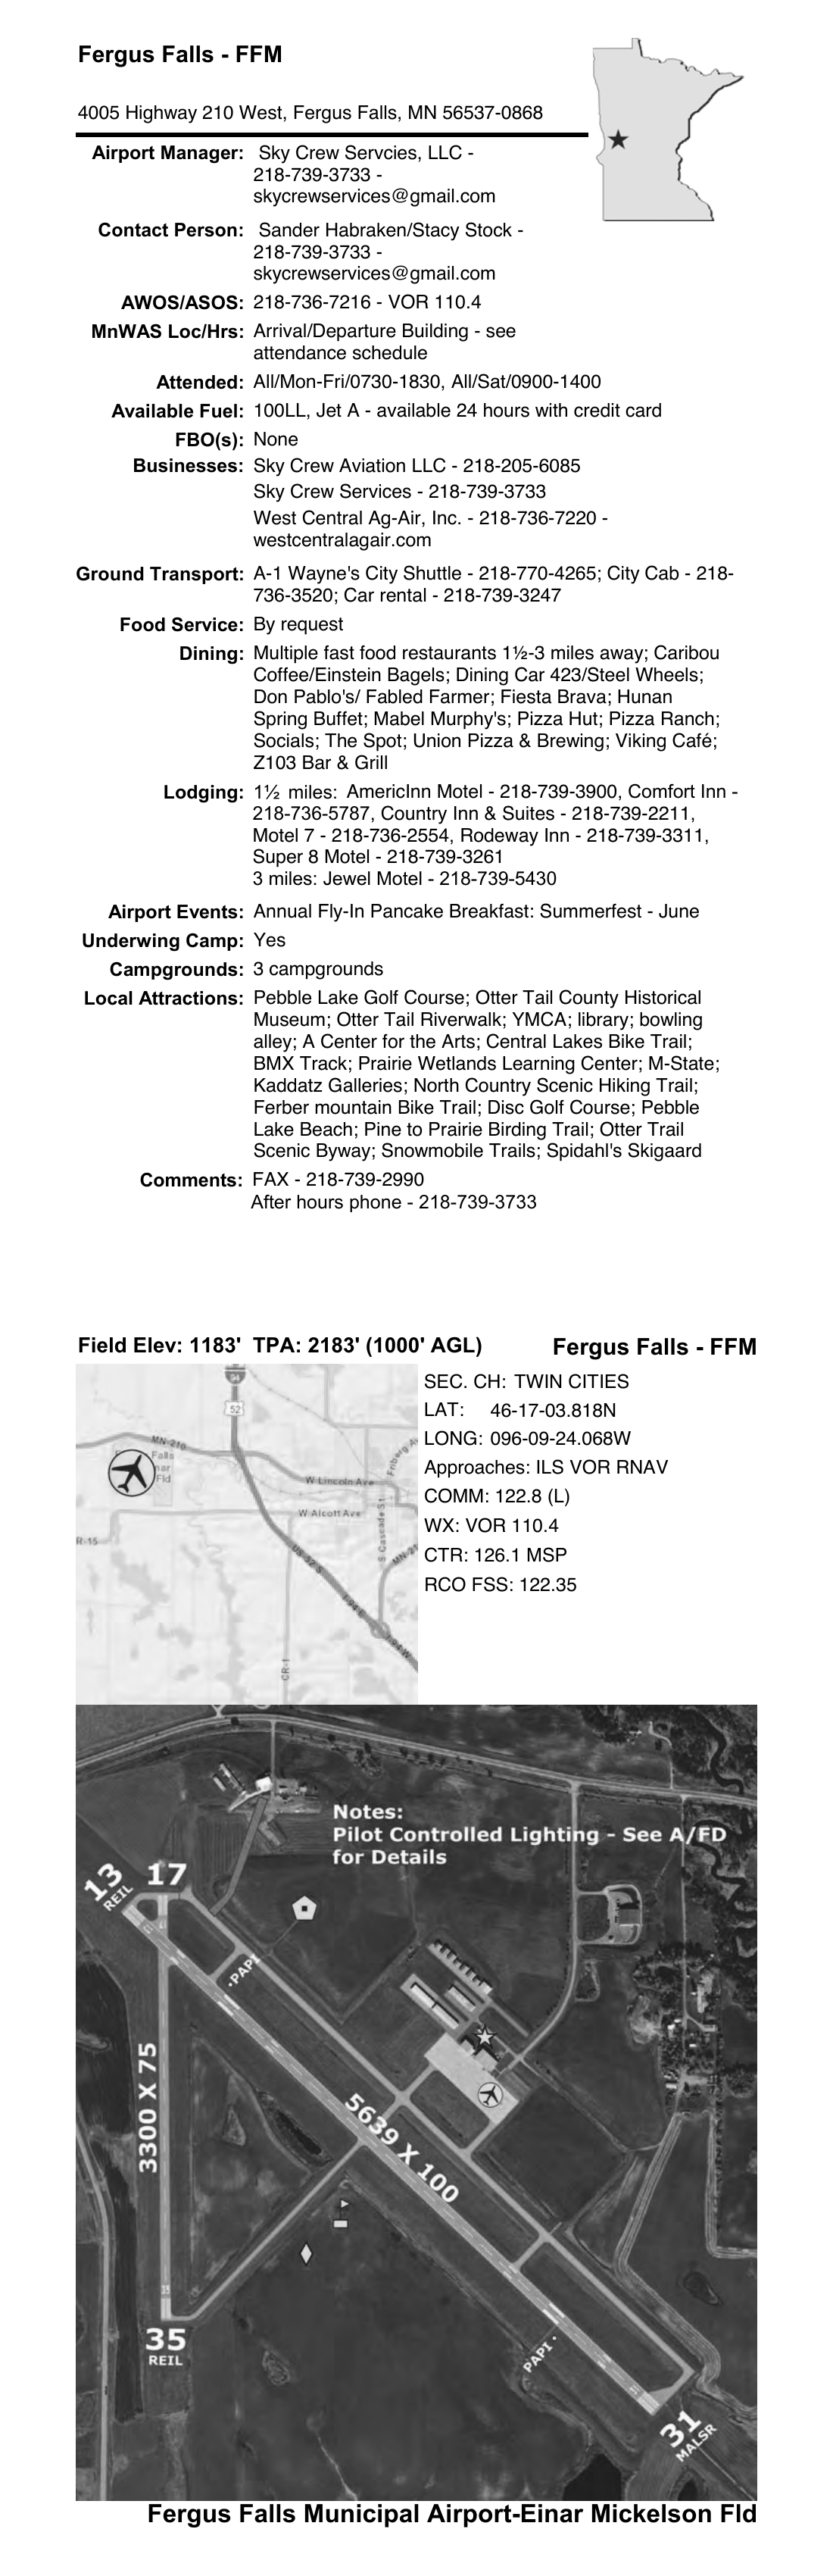 Fergus Falls - FFM
4005 Highway 210 West, Fergus Falls, MN 56537-0868
Airport Manager: Sky Crew Servcies, LLC -
218-739-3733 -
skycrewservices@gmail.com
Contact Person: Sander Habraken/Stacy Stock -
218-739-3733 -
skycrewservices@gmail.com
AWOS/ASOS: 218-736-7216 - VOR 110.4
MnWAS Loc/Hrs: Arrival/Departure Building - see
attendance schedule
Attended: All/Mon-Fri/0730-1830, All/Sat/0900-1400
Available Fuel: 100LL, Jet A - available 24 hours with credit card
FBO(s): None
Businesses: Sky Crew Aviation LLC - 218-205-6085
Sky Crew Services - 218-739-3733
West Central Ag-Air, Inc. - 218-736-7220 -
westcentralagair.com
Ground Transport: A-1 Wayne's City Shuttle - 218-770-4265; City Cab - 218-
736-3520; Car rental - 218-739-3247
Food Service: By request
Dining: Multiple fast food restaurants 1½-3 miles away; Caribou
Coffee/Einstein Bagels; Dining Car 423/Steel Wheels;
Don Pablo's/ Fabled Farmer; Fiesta Brava; Hunan
Spring Buffet; Mabel Murphy's; Pizza Hut; Pizza Ranch;
Socials; The Spot; Union Pizza & Brewing; Viking Café;
Z103 Bar & Grill
Lodging: 1½ miles: AmericInn Motel - 218-739-3900, Comfort Inn -
218-736-5787, Country Inn & Suites - 218-739-2211,
Motel 7 - 218-736-2554, Rodeway Inn - 218-739-3311,
Super 8 Motel - 218-739-3261
3 miles: Jewel Motel - 218-739-5430
Airport Events: Annual Fly-In Pancake Breakfast: Summerfest - June
Underwing Camp: Yes
Campgrounds: 3 campgrounds
Local Attractions: Pebble Lake Golf Course; Otter Tail County Historical
Museum; Otter Tail Riverwalk; YMCA; library; bowling
alley; A Center for the Arts; Central Lakes Bike Trail;
BMX Track; Prairie Wetlands Learning Center; M-State;
Kaddatz Galleries; North Country Scenic Hiking Trail;
Ferber mountain Bike Trail; Disc Golf Course; Pebble
Lake Beach; Pine to Prairie Birding Trail; Otter Trail
Scenic Byway; Snowmobile Trails; Spidahl's Skigaard
Comments: FAX - 218-739-2990
After hours phone - 218-739-3733
Field Elev: 1183' TPA: 2183' (1000' AGL)
Fergus Falls - FFM
94
52
MN-210
Falls
Fld
W Lincoln Ave
Friberg Av
W Alcott Ave
S Cascade St
R-15
US-52 S
I-94 E
I-94 W
CR-1
SEC. CH: TWIN CITIES
LAT: 46-17-03.818N
LONG: 096-09-24.068W
Approaches: ILS VOR RNAV
COMM: 122.8 (L)
WX: VOR 110.4
CTR: 126.1 MSP
RCO FSS: 122.35
Notes:
Pilot Controlled Lighting - See A/FD
for Details
13
REIL
17
PAPI
3300 X 75
5639 X 100
35
REIL
PAPI
31
MALSR
Fergus Falls Municipal Airport-Einar Mickelson Fld